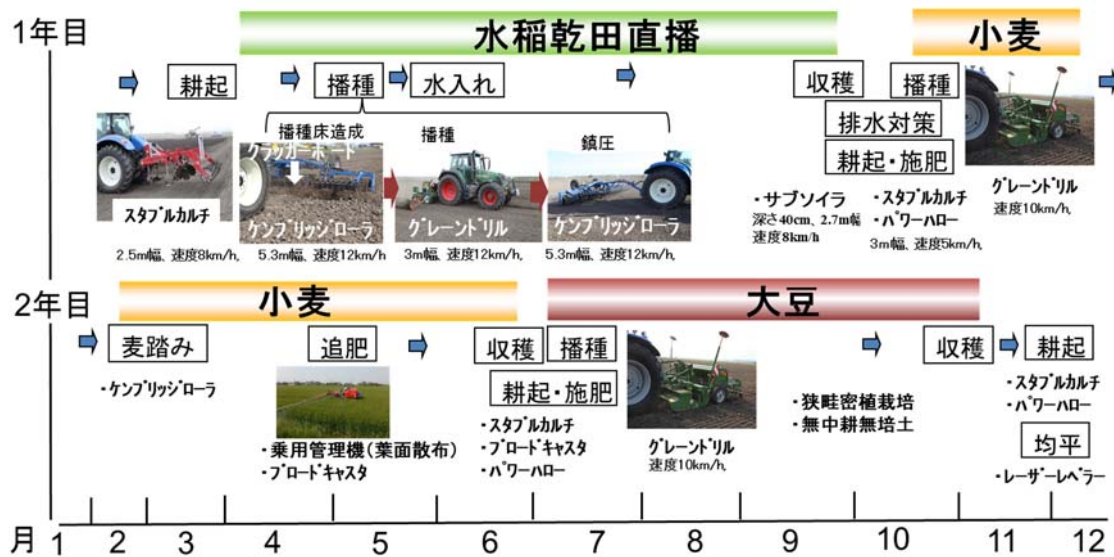 1年目
水稲乾田直播
小麦
耕起
播種
水入れ
収穫
播種
排水対策
耕起・施肥
播種床造成
播種
鎮圧
クラッカーボード
スタブルカルチ
ケンブリッジローラ
グレーンドリル
ケンブリッジローラ
2.5m幅、速度8km/h、
5.3m幅、速度12km/h
3m幅、速度12km/h、
5.3m幅、速度12km/h、
・サブソイラ
深さ40cm、2.7m幅
速度8km/h
・スタブルカルチ
・パワーハロー
3m幅、速度5km/h、
グレーンドリル
速度10km/h、
2年目
小麦
大豆
麦踏み
追肥
収穫
播種
収穫
耕起
・ケンブリッジローラ
耕起・施肥
・乗用管理機(葉面散布)
・ブロードキャスタ
・スタブルカルチ
・ブロードキャスタ
・パワーハロー
グレーンドリル
速度10km/h、
・狭畦密植栽培
・無中耕無培土
・スタブルカルチ
・パワーハロー
均平
・レーザーレベラー
月 1 2 3 4 5 6 7 8 9 10 11 12